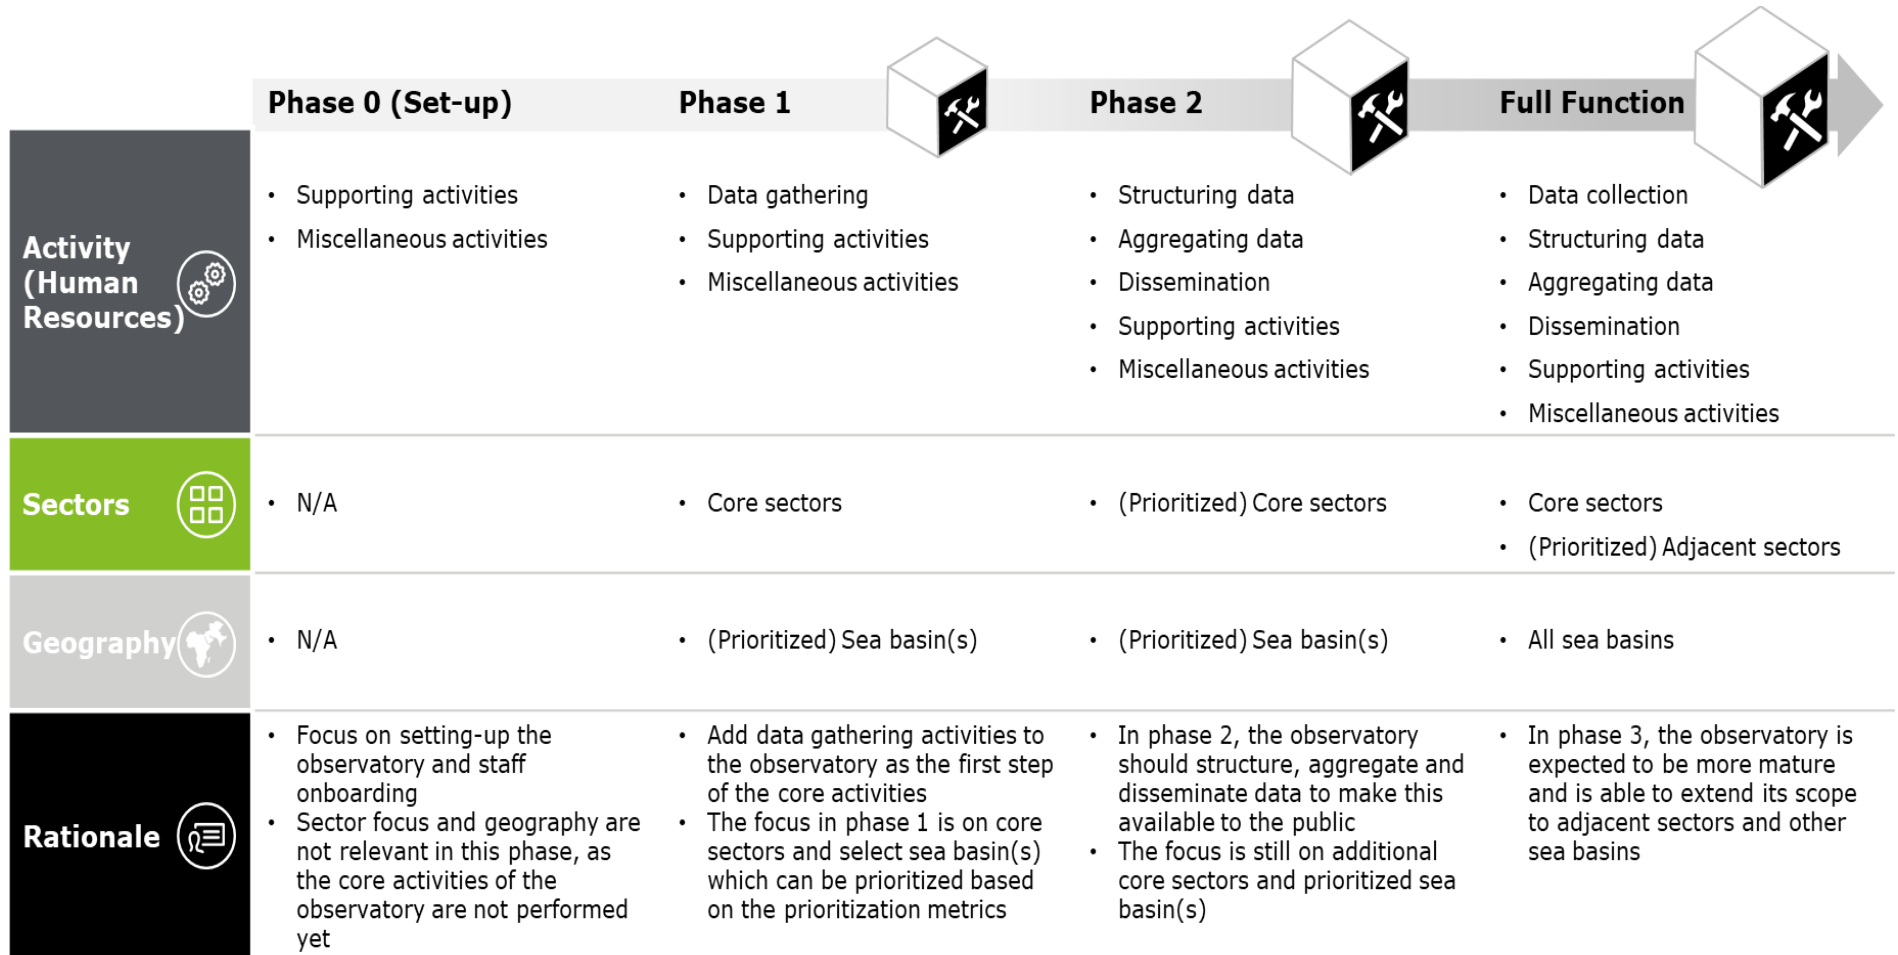 Phase 0 (Set-up)
Phase 1
Phase 2
Full Function
Activity
(Human
Resources)
• Supporting activities
• Miscellaneous activities
• Data gathering
• Supporting activities
• Miscellaneous activities
• Structuring data
• Aggregating data
• Dissemination
• Supporting activities
• Miscellaneous activities
• Data collection
• Structuring data
• Aggregating data
• Dissemination
• Supporting activities
• Miscellaneous activities
Sectors
• N/A
• Core sectors
• (Prioritized) Core sectors
• Core sectors
• (Prioritized) Adjacent sectors
Geography
• N/A
• (Prioritized) Sea basin(s)
• (Prioritized) Sea basin(s)
• All sea basins
Rationale
• Focus on setting-up the
observatory and staff
onboarding
• Sector focus and geography are
not relevant in this phase, as
the core activities of the
observatory are not performed
yet
• Add data gathering activities to
the observatory as the first step
of the core activities
• The focus in phase 1 is on core
sectors and select sea basin(s)
which can be prioritized based
on the prioritization metrics
• In phase 2, the observatory
should structure, aggregate and
disseminate data to make this
available to the public
• The focus is still on additional
core sectors and prioritized sea
basin(s)
• In phase 3, the observatory is
expected to be more mature
and is able to extend its scope
to adjacent sectors and other
sea basins